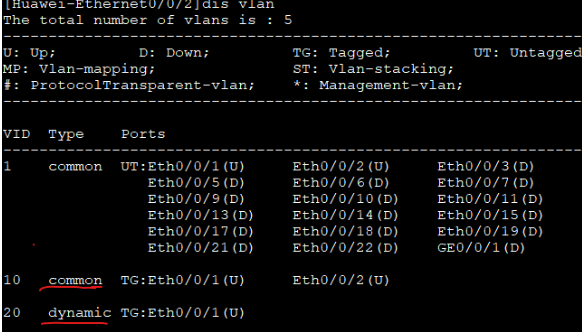 [Huawei-Ethernet0/0/2]dis vlan
The total number of vlans is : 5
--------------------------------------------------------------------------------
U: Up; D: Down; TG: Tagged; UT: Untagged
MP: Vlan-mapping; ST: Vlan-stacking;
#: ProtocolTransparent-vlan; *: Management-vlan;
--------------------------------------------------------------------------------
VID Type Ports
--------------------------------------------------------------------------------
1 common UT:Eth0/0/1(U) Eth0/0/2(U) Eth0/0/3(D)
Eth0/0/5(D) Eth0/0/6(D) Eth0/0/7(D)
Eth0/0/9(D) Eth0/0/10(D) Eth0/0/11(D)
Eth0/0/13(D) Eth0/0/14(D) Eth0/0/15(D)
Eth0/0/17(D) Eth0/0/18(D) Eth0/0/19(D)
Eth0/0/21(D) Eth0/0/22(D) GE0/0/1(D)
10 common TG:Eth0/0/1(U) Eth0/0/2(U)
20 dynamic TG:Eth0/0/1(U)